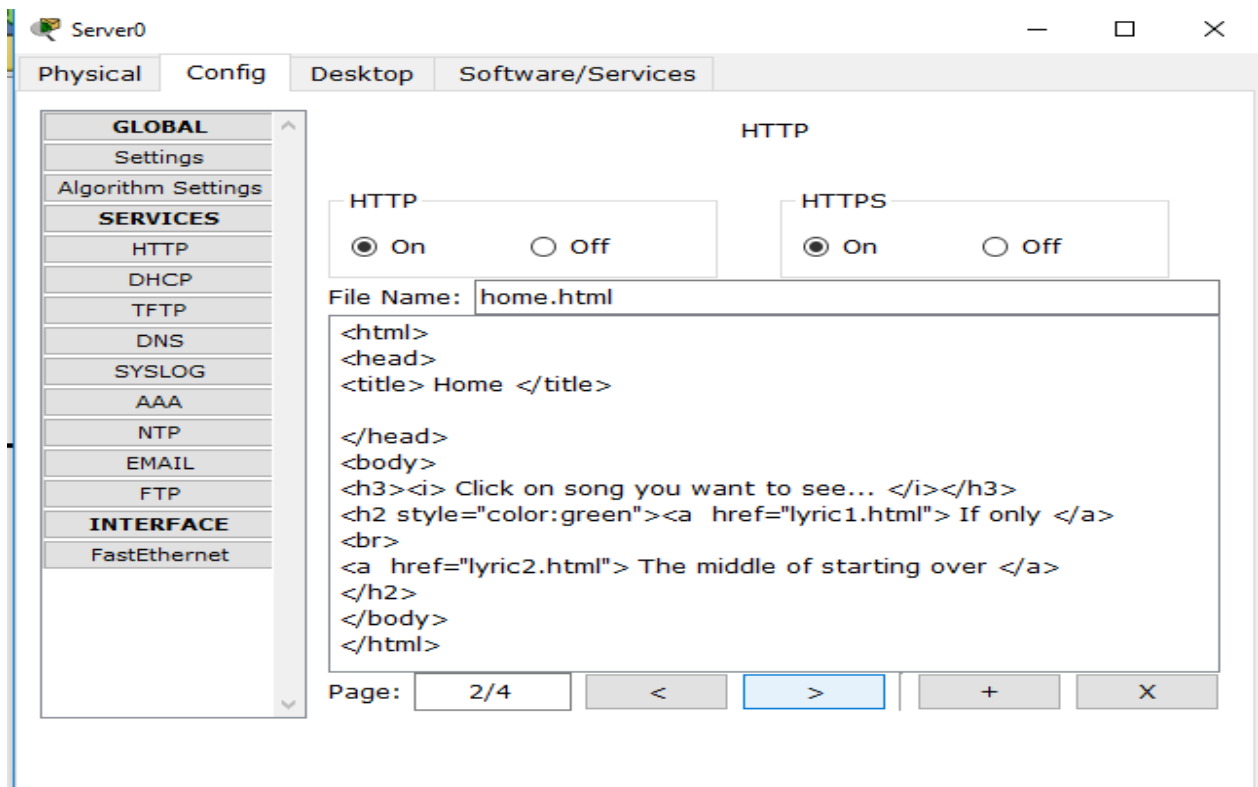 Server0
Physical Config Desktop Software/Services
GLOBAL
Settings
Algorithm Settings
SERVICES
HTTP
DHCP
TFTP
DNS
SYSLOG
AAA
NTP
EMAIL
FTP
INTERFACE
FastEthernet
HTTP
HTTP
On Off
HTTPS
On Off
File Name: home.html
<html>
<head>
<title> Home </title>
</head>
<body>
<h3><i> Click on song you want to see... </i></h3>
<h2 style="color:green"><a  href="lyric1.html"> If only </a>
<br>
<a  href="lyric2.html"> The middle of starting over </a>
</h2>
</body>
</html>
Page: 2/4 < > + X